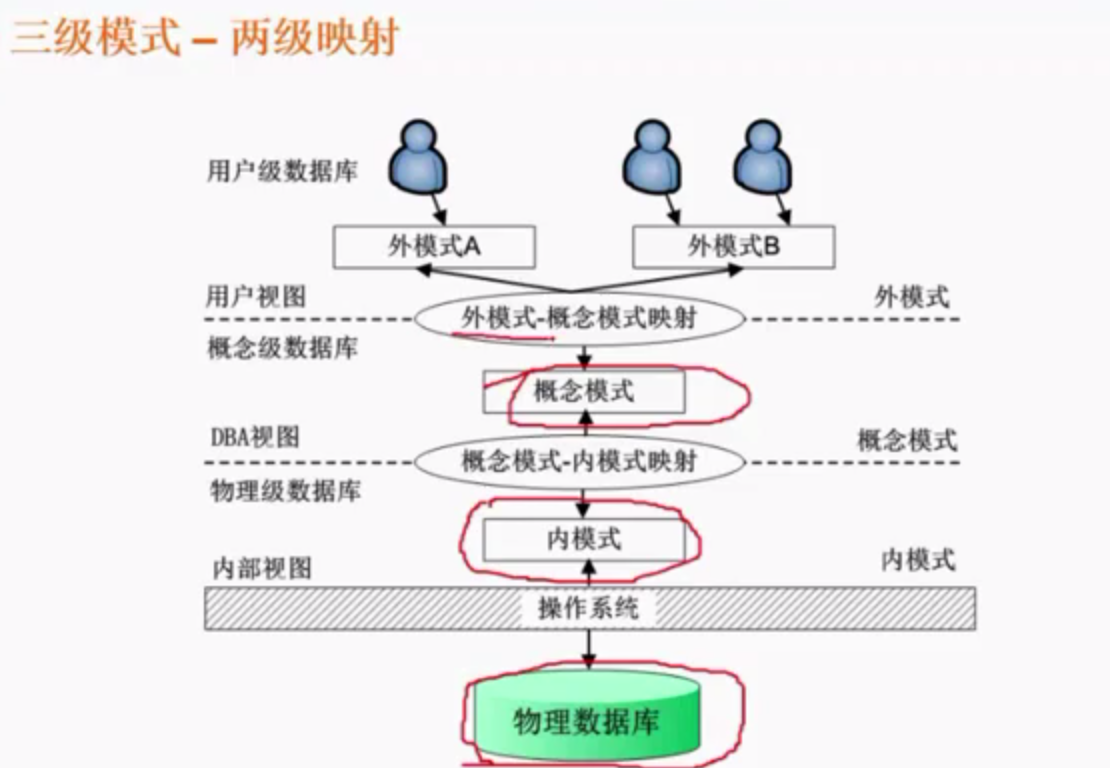 三级模式 – 两级映射
用户级数据库
外模式A
外模式B
用户视图
外模式
外模式-概念模式映射
概念级数据库
概念模式
DBA视图
概念模式
概念模式-内模式映射
物理级数据库
内模式
内部视图
内模式
操作系统
物理数据库